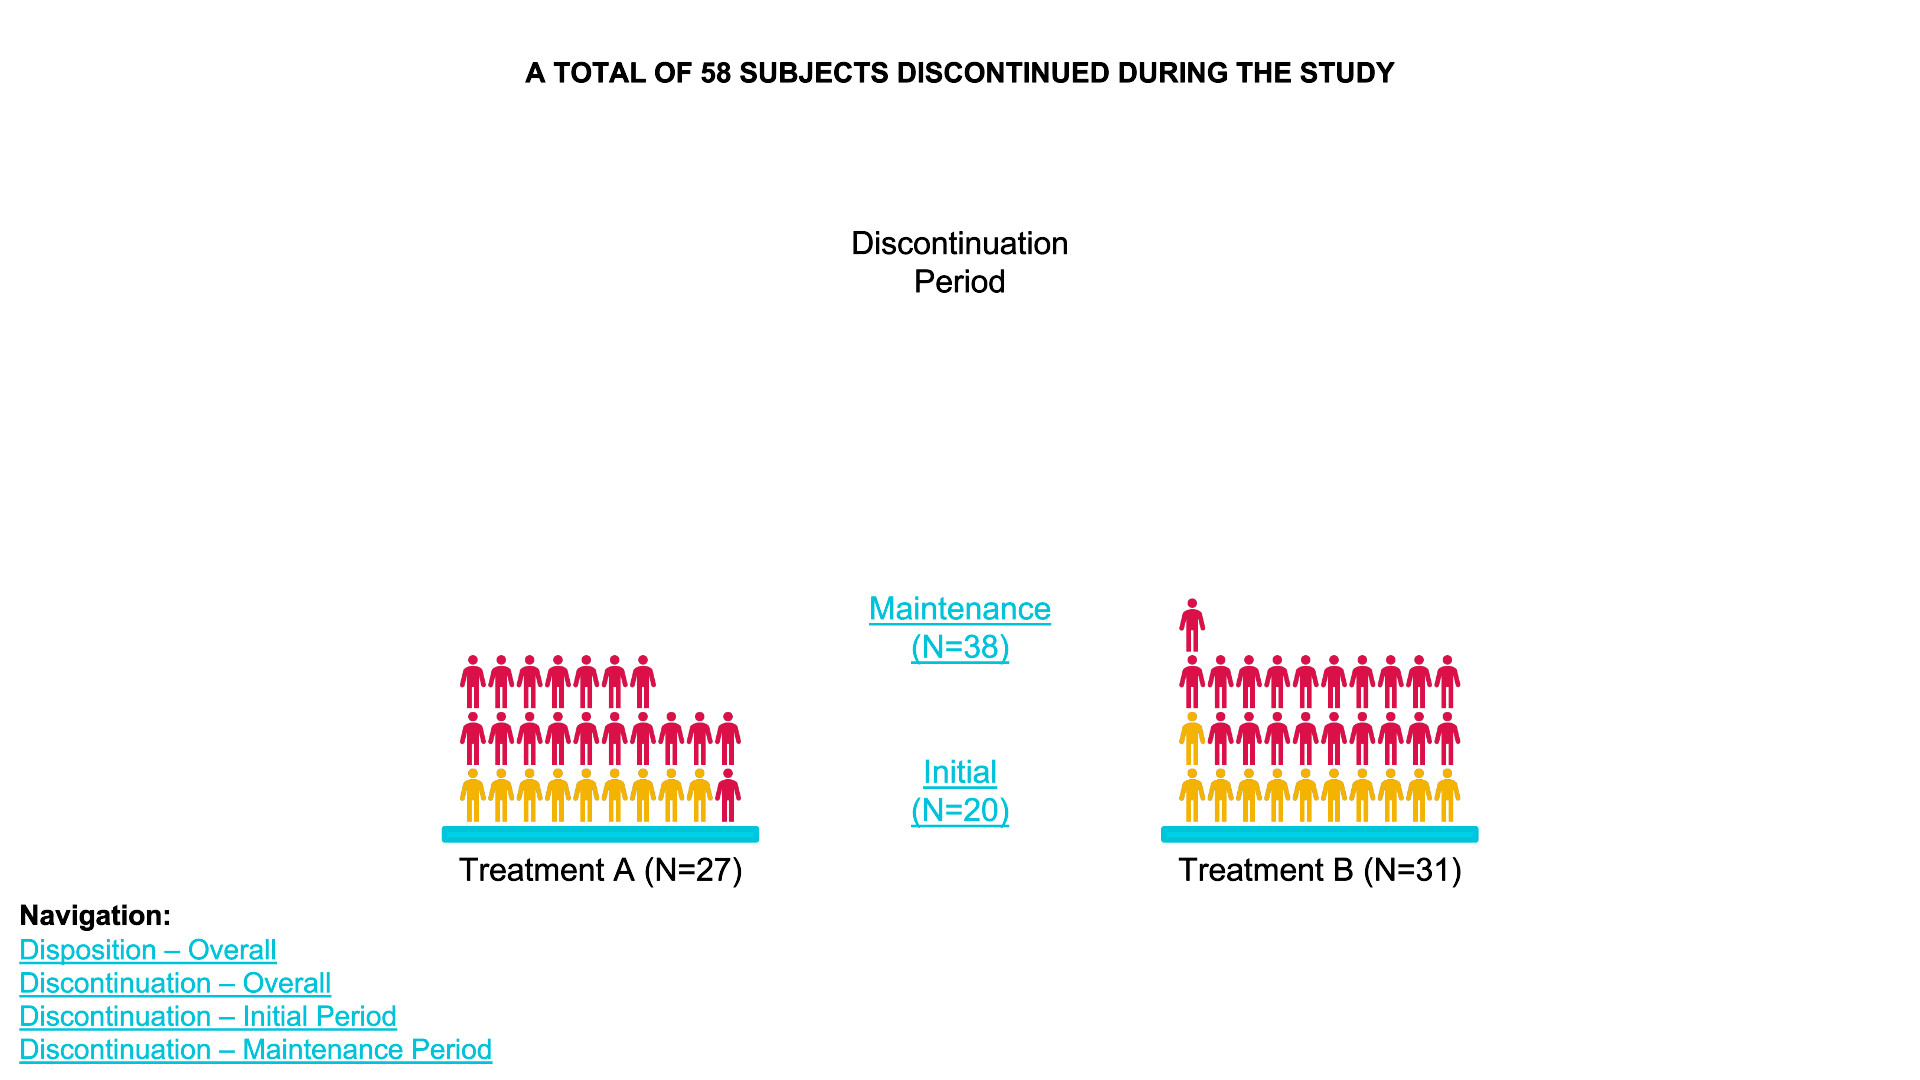 A TOTAL OF 58 SUBJECTS DISCONTINUED DURING THE STUDY
Discontinuation
Period
Maintenance
(N=38)
Initial
(N=20)
Treatment A (N=27)
Treatment B (N=31)
Navigation:
Disposition – Overall
Discontinuation – Overall
Discontinuation – Initial Period
Discontinuation – Maintenance Period